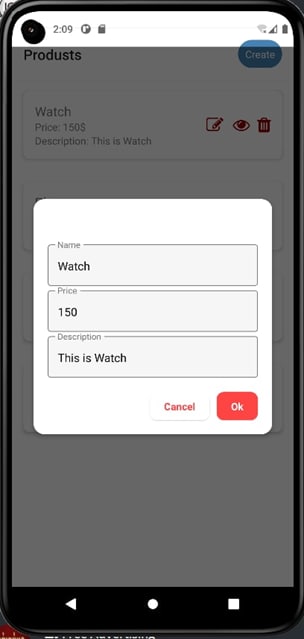 2:09
Produsts
Create
Watch
Price: 150$
Description: This is Watch
Name
Watch
Price
150
Description
This is Watch
Cancel
Ok